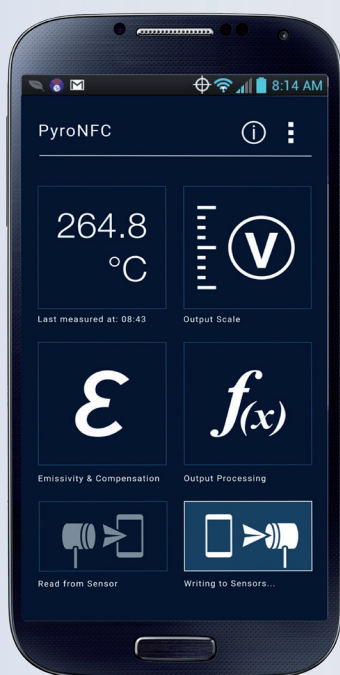 8:14 AM
PyroNFC
264.8
°C
V
Last measured at: 08:43
Output Scale
ε
f(x)
Emissivity & Compensation
Output Processing
Read from Sensor
Writing to Sensors...